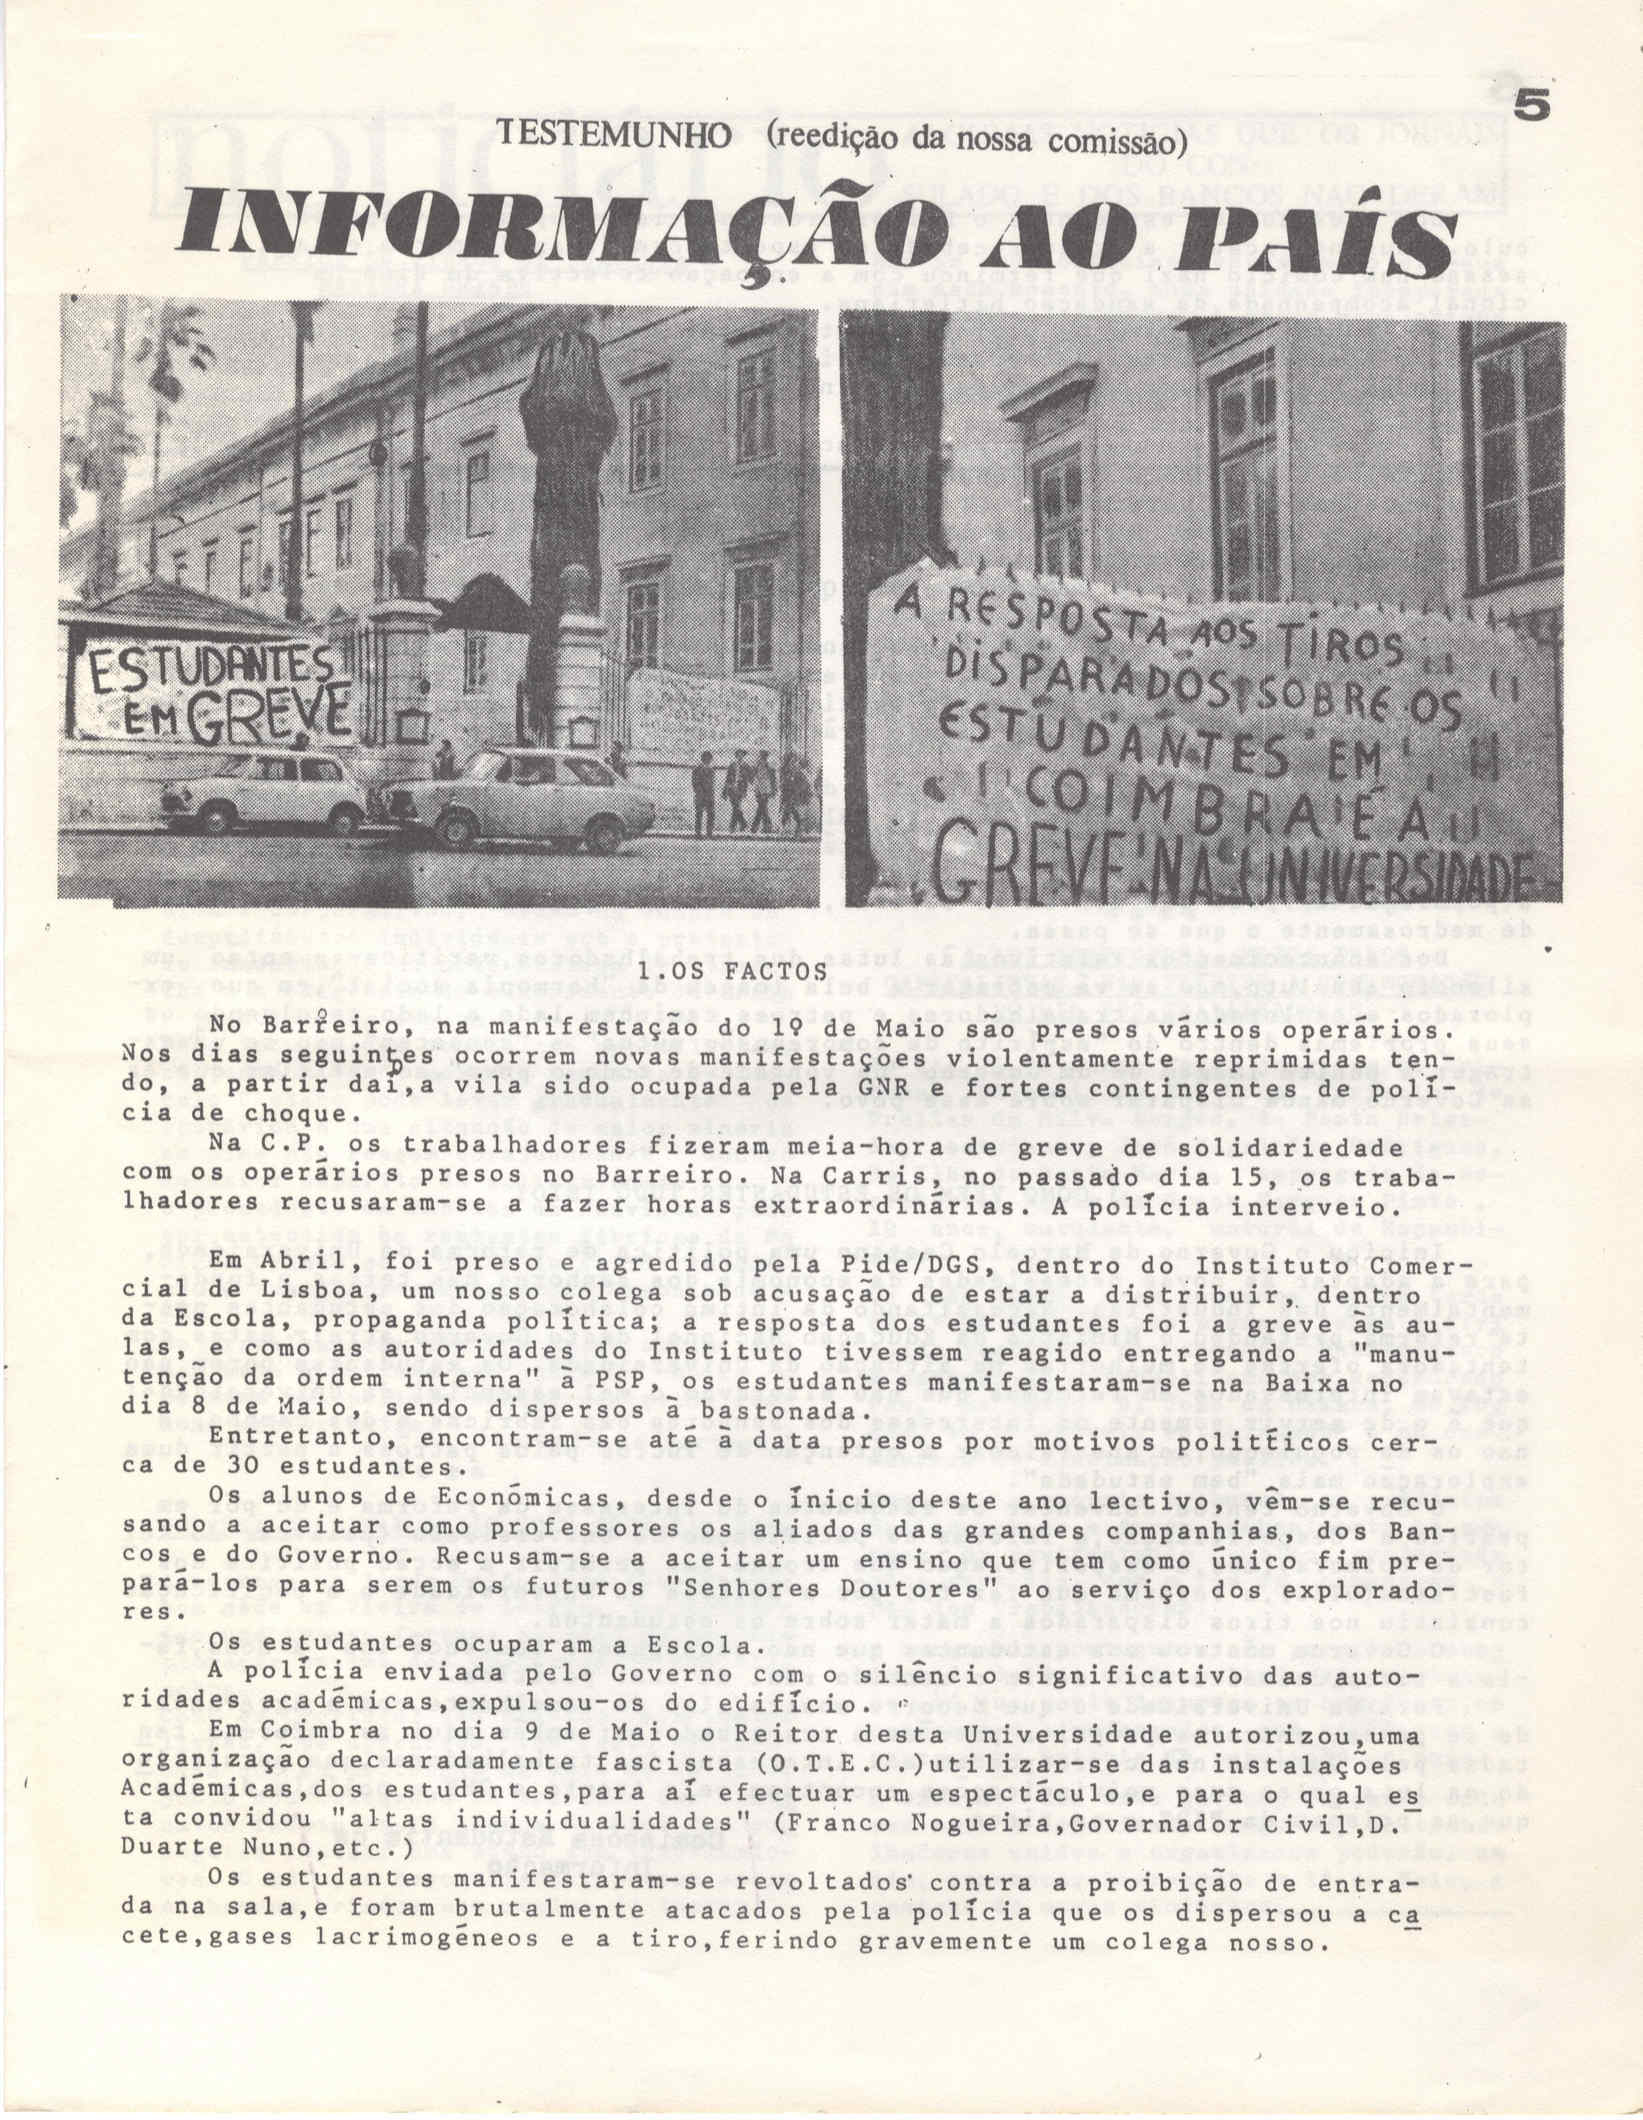 5
TESTEMUNHO (reedição da nossa comissão)
INFORMAÇÃO AO PAÍS
ESTUDANTES
EM GREVE
A RESPOSTA AOS TIROS
DISPARADOS SOBRE OS
ESTUDANTES EM
COIMBRA É A
GREVE NA UNIVERSIDADE
1.OS FACTOS
No Barreiro, na manifestação do 1º de Maio são presos vários operários.
Nos dias seguintes ocorrem novas manifestações violentamente reprimidas ten-
do, a partir daí,a vila sido ocupada pela GNR e fortes contingentes de polí-
cia de choque.
Na C.P. os trabalhadores fizeram meia-hora de greve de solidariedade
com os operários presos no Barreiro. Na Carris, no passado dia 15, os traba-
lhadores recusaram-se a fazer horas extraordinárias. A polícia interveio.
Em Abril, foi preso e agredido pela Pide/DGS, dentro do Instituto Comer-
cial de Lisboa, um nosso colega sob acusação de estar a distribuir, dentro
da Escola, propaganda política; a resposta dos estudantes foi a greve às au-
las, e como as autoridades do Instituto tivessem reagido entregando a "manu-
tenção da ordem interna" à PSP, os estudantes manifestaram-se na Baixa no
dia 8 de Maio, sendo dispersos à bastonada.
Entretanto, encontram-se até à data presos por motivos polittícos cer-
ca de 30 estudantes.
Os alunos de Económicas, desde o ínicio deste ano lectivo, vêm-se recu-
sando a aceitar como professores os aliados das grandes companhias, dos Ban-
cos e do Governo. Recusam-se a aceitar um ensino que tem como único fim pre-
pará-los para serem os futuros "Senhores Doutores" ao serviço dos explorado-
res.
Os estudantes ocuparam a Escola.
A polícia enviada pelo Governo com o silêncio significativo das auto-
ridades académicas,expulsou-os do edifício.
Em Coimbra no dia 9 de Maio o Reitor desta Universidade autorizou,uma
organização declaradamente fascista (O.T.E.C.)utilizar-se das instalações
Académicas,dos estudantes,para aí efectuar um espectáculo,e para o qual es
ta convidou "altas individualidades" (Franco Nogueira,Governador Civil,D.
Duarte Nuno,etc.)
Os estudantes manifestaram-se revoltados contra a proibição de entra-
da na sala,e foram brutalmente atacados pela polícia que os dispersou a ca
cete,gases lacrimogéneos e a tiro,ferindo gravemente um colega nosso.